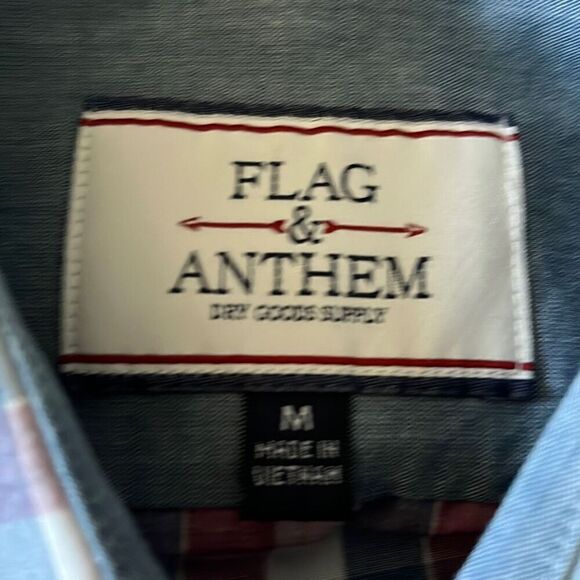 FLAG
&
ANTHEM
DRY GOODS SUPPLY
M
MADE IN
VIETNAM